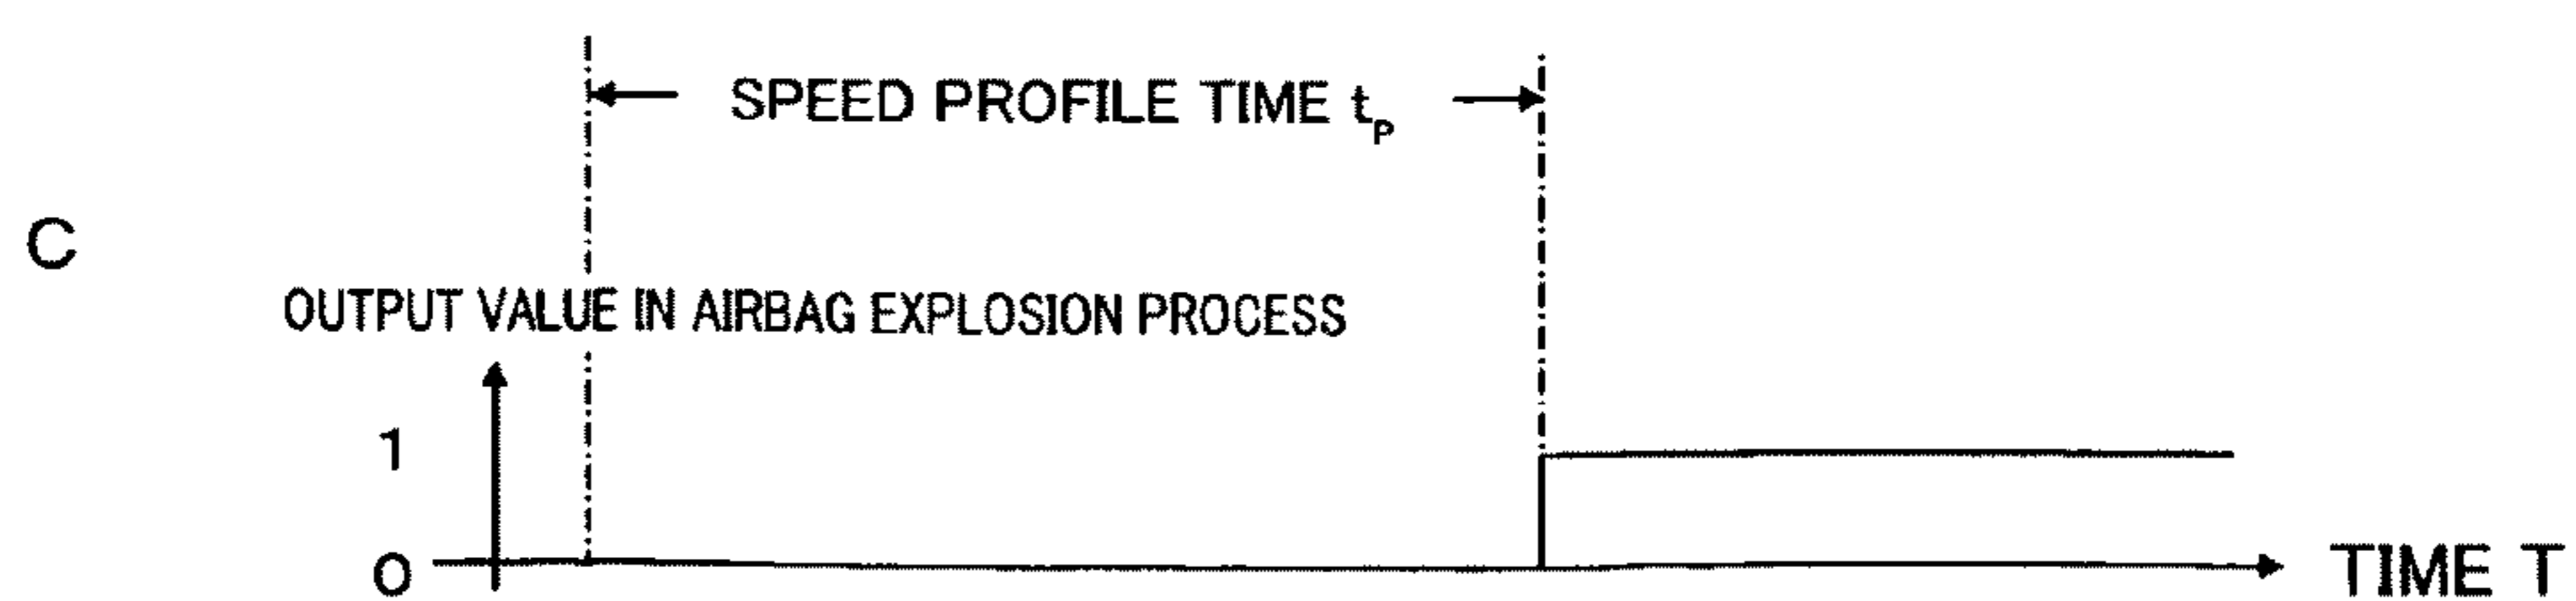 SPEED PROFILE TIME tP
C
OUTPUT VALUE IN AIRBAG EXPLOSION PROCESS
1
0
TIME T